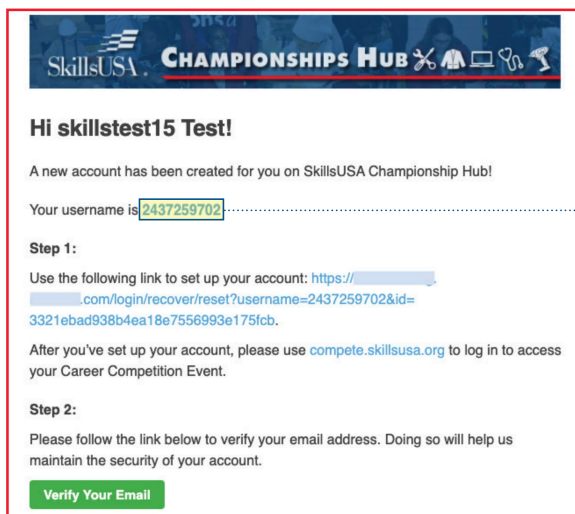 SkillsUSA. CHAMPIONSHIPS HUB
Hi skillstest15 Test!
A new account has been created for you on SkillsUSA Championship Hub!
Your username is 2437259702
Step 1:
Use the following link to set up your account: https://
.com/login/recover/reset?username=2437259702&id=
3321ebad938b4ea18e7556993e175fcb.
After you've set up your account, please use compete.skillsusa.org to log in to access
your Career Competition Event.
Step 2:
Please follow the link below to verify your email address. Doing so will help us
maintain the security of your account.
Verify Your Email